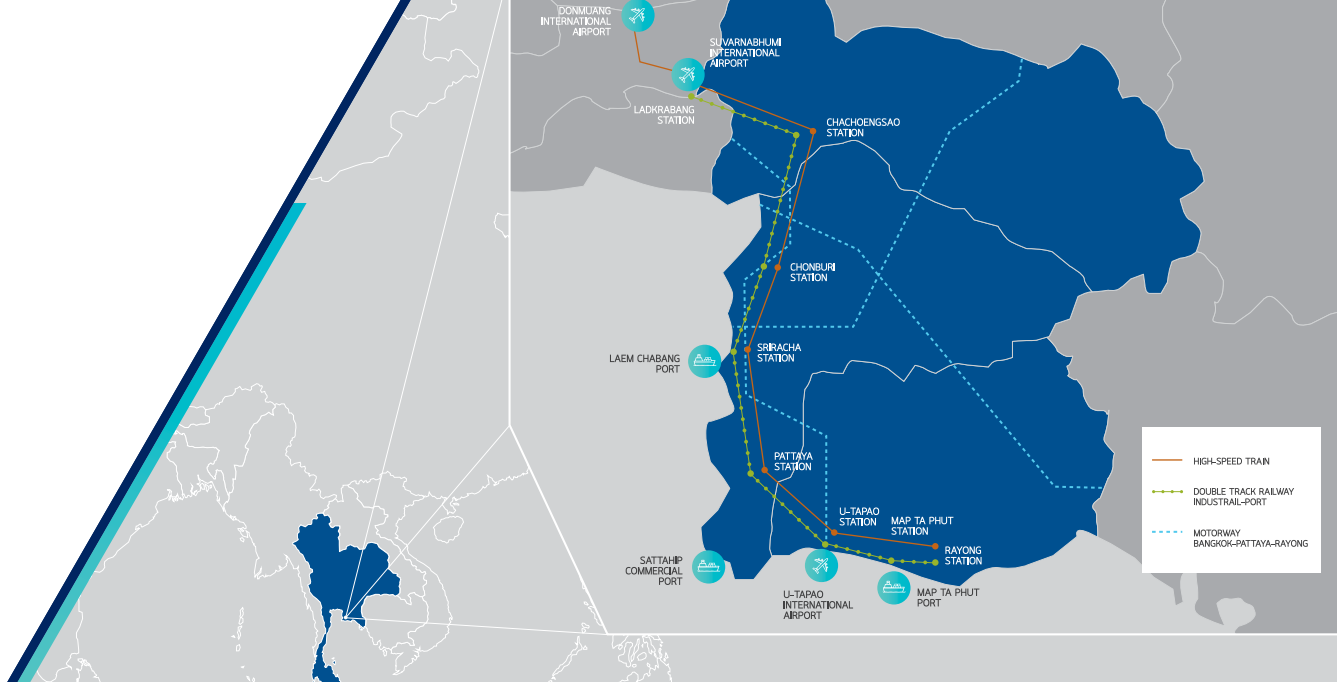 DONMUANG
INTERNATIONAL
AIRPORT
SUVARNABHUMI
INTERNATIONAL
AIRPORT
LADKRABANG
STATION
CHACHOENGSAO
STATION
CHONBURI
STATION
LAEM CHABANG
PORT
SRIRACHA
STATION
PATTAYA
STATION
U-TAPAO
STATION
MAP TA PHUT
STATION
RAYONG
STATION
SATTAHIP
COMMERCIAL
PORT
U-TAPAO
INTERNATIONAL
AIRPORT
MAP TA PHUT
PORT
HIGH-SPEED TRAIN
DOUBLE TRACK RAILWAY
INDUSTRAIL-PORT
MOTORWAY
BANGKOK-PATTAYA-RAYONG